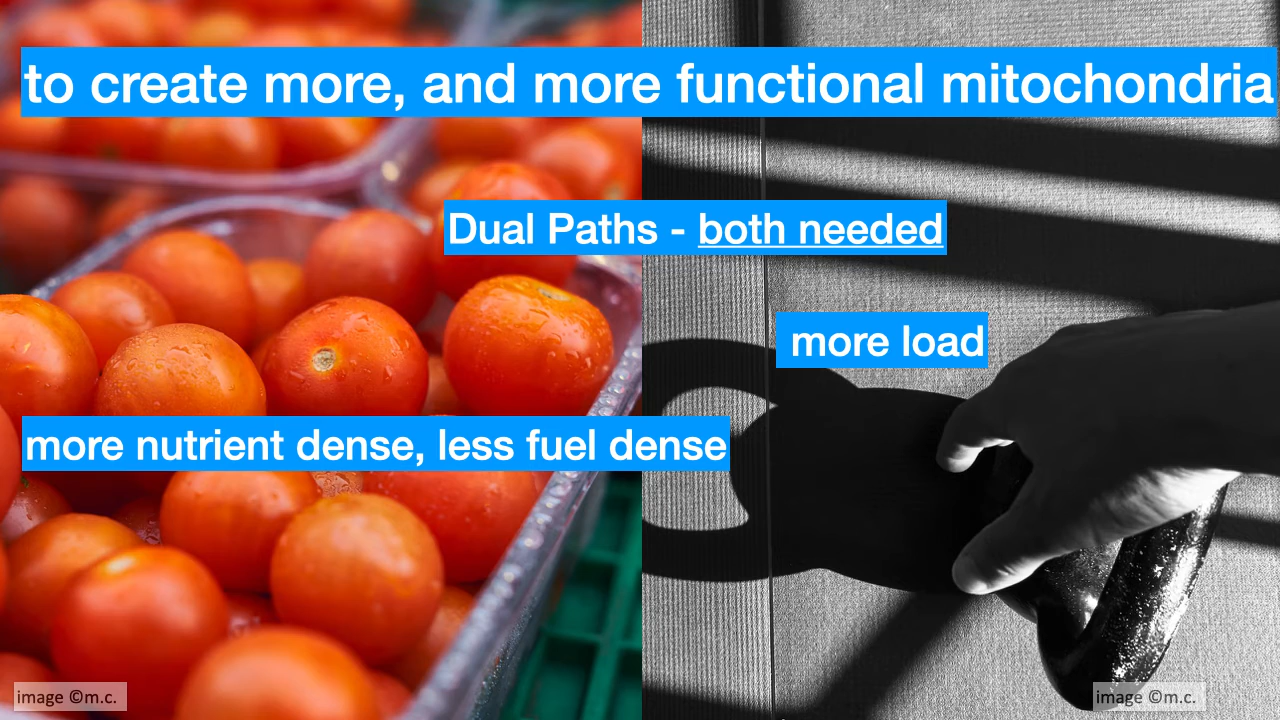 to create more, and more functional mitochondria
Dual Paths - both needed
more load
more nutrient dense, less fuel dense
image ©m.c.
image ©m.c.